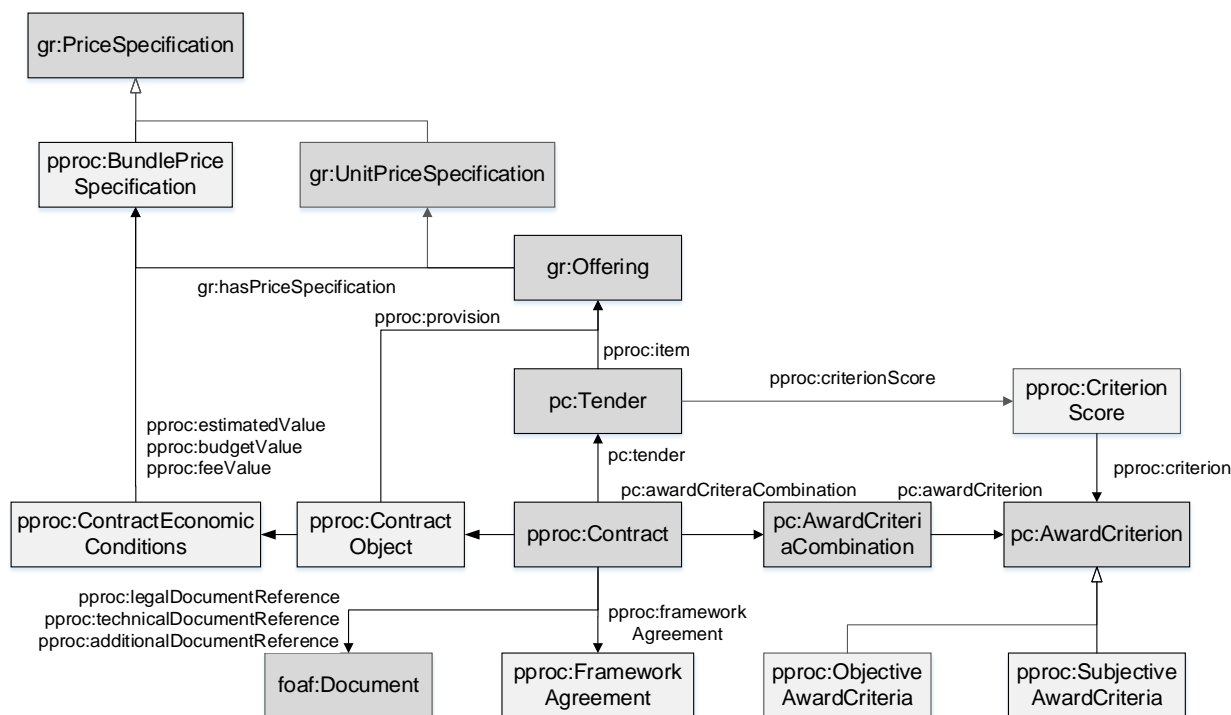 gr:PriceSpecification
pproc:BundlePrice
Specification
gr:UnitPriceSpecification
gr:Offering
gr:hasPriceSpecification
pproc:provision
pproc:item
pc:Tender
pproc:criterionScore
pproc:Criterion
Score
pproc:estimatedValue
pproc:budgetValue
pproc:feeValue
pc:tender
pproc:criterion
pc:awardCriteraCombination
pc:awardCriterion
pproc:ContractEconomic
Conditions
pproc:Contract
Object
pproc:Contract
pc:AwardCriteri
aCombination
pc:AwardCriterion
pproc:legalDocumentReference
pproc:technicalDocumentReference
pproc:additionalDocumentReference
pproc:framework
Agreement
foaf:Document
pproc:Framework
Agreement
pproc:Objective
AwardCriteria
pproc:Subjective
AwardCriteria